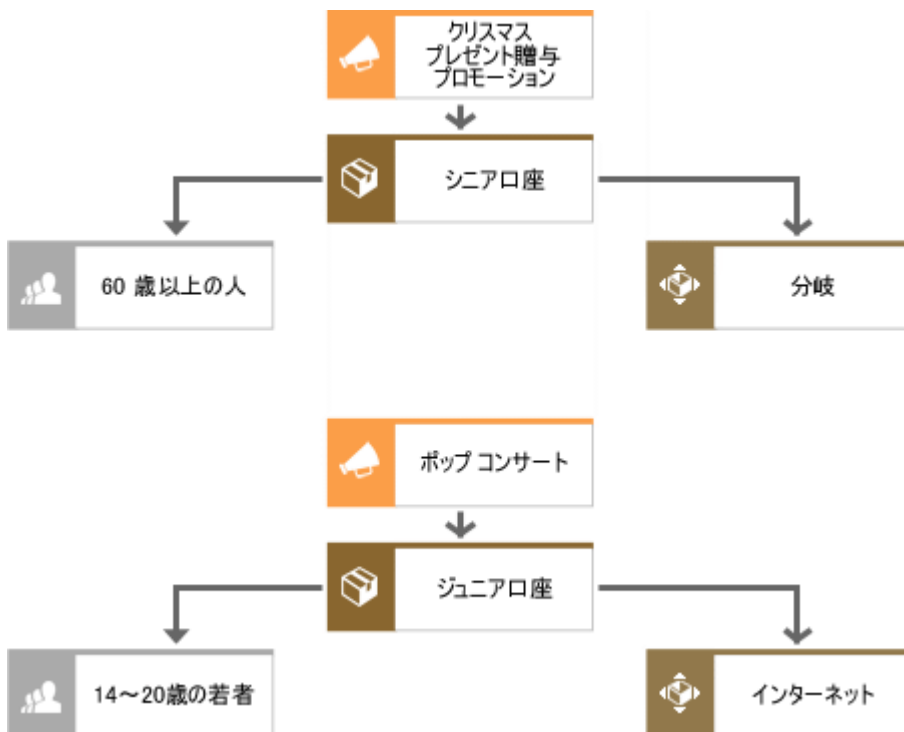 クリスマス
プレゼント贈与
プロモーション
シニア口座
60 歳以上の人
分岐
ポップ コンサート
ジュニア口座
14～20歳の若者
インターネット